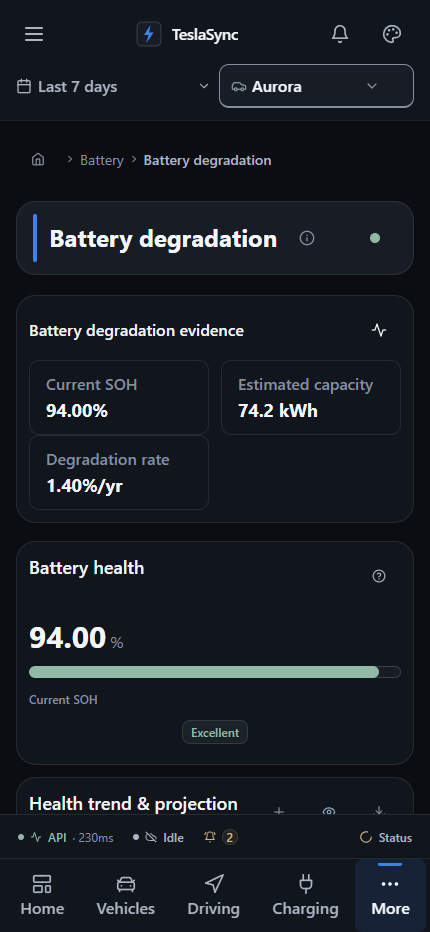 TeslaSync
Last 7 days
Aurora
Battery
Battery degradation
Battery degradation
Battery degradation evidence
Current SOH
94.00%
Estimated capacity
74.2 kWh
Degradation rate
1.40%/yr
Battery health
94.00 %
Current SOH
Excellent
Health trend & projection
API · 230ms
Idle
2
Status
Home
Vehicles
Driving
Charging
More